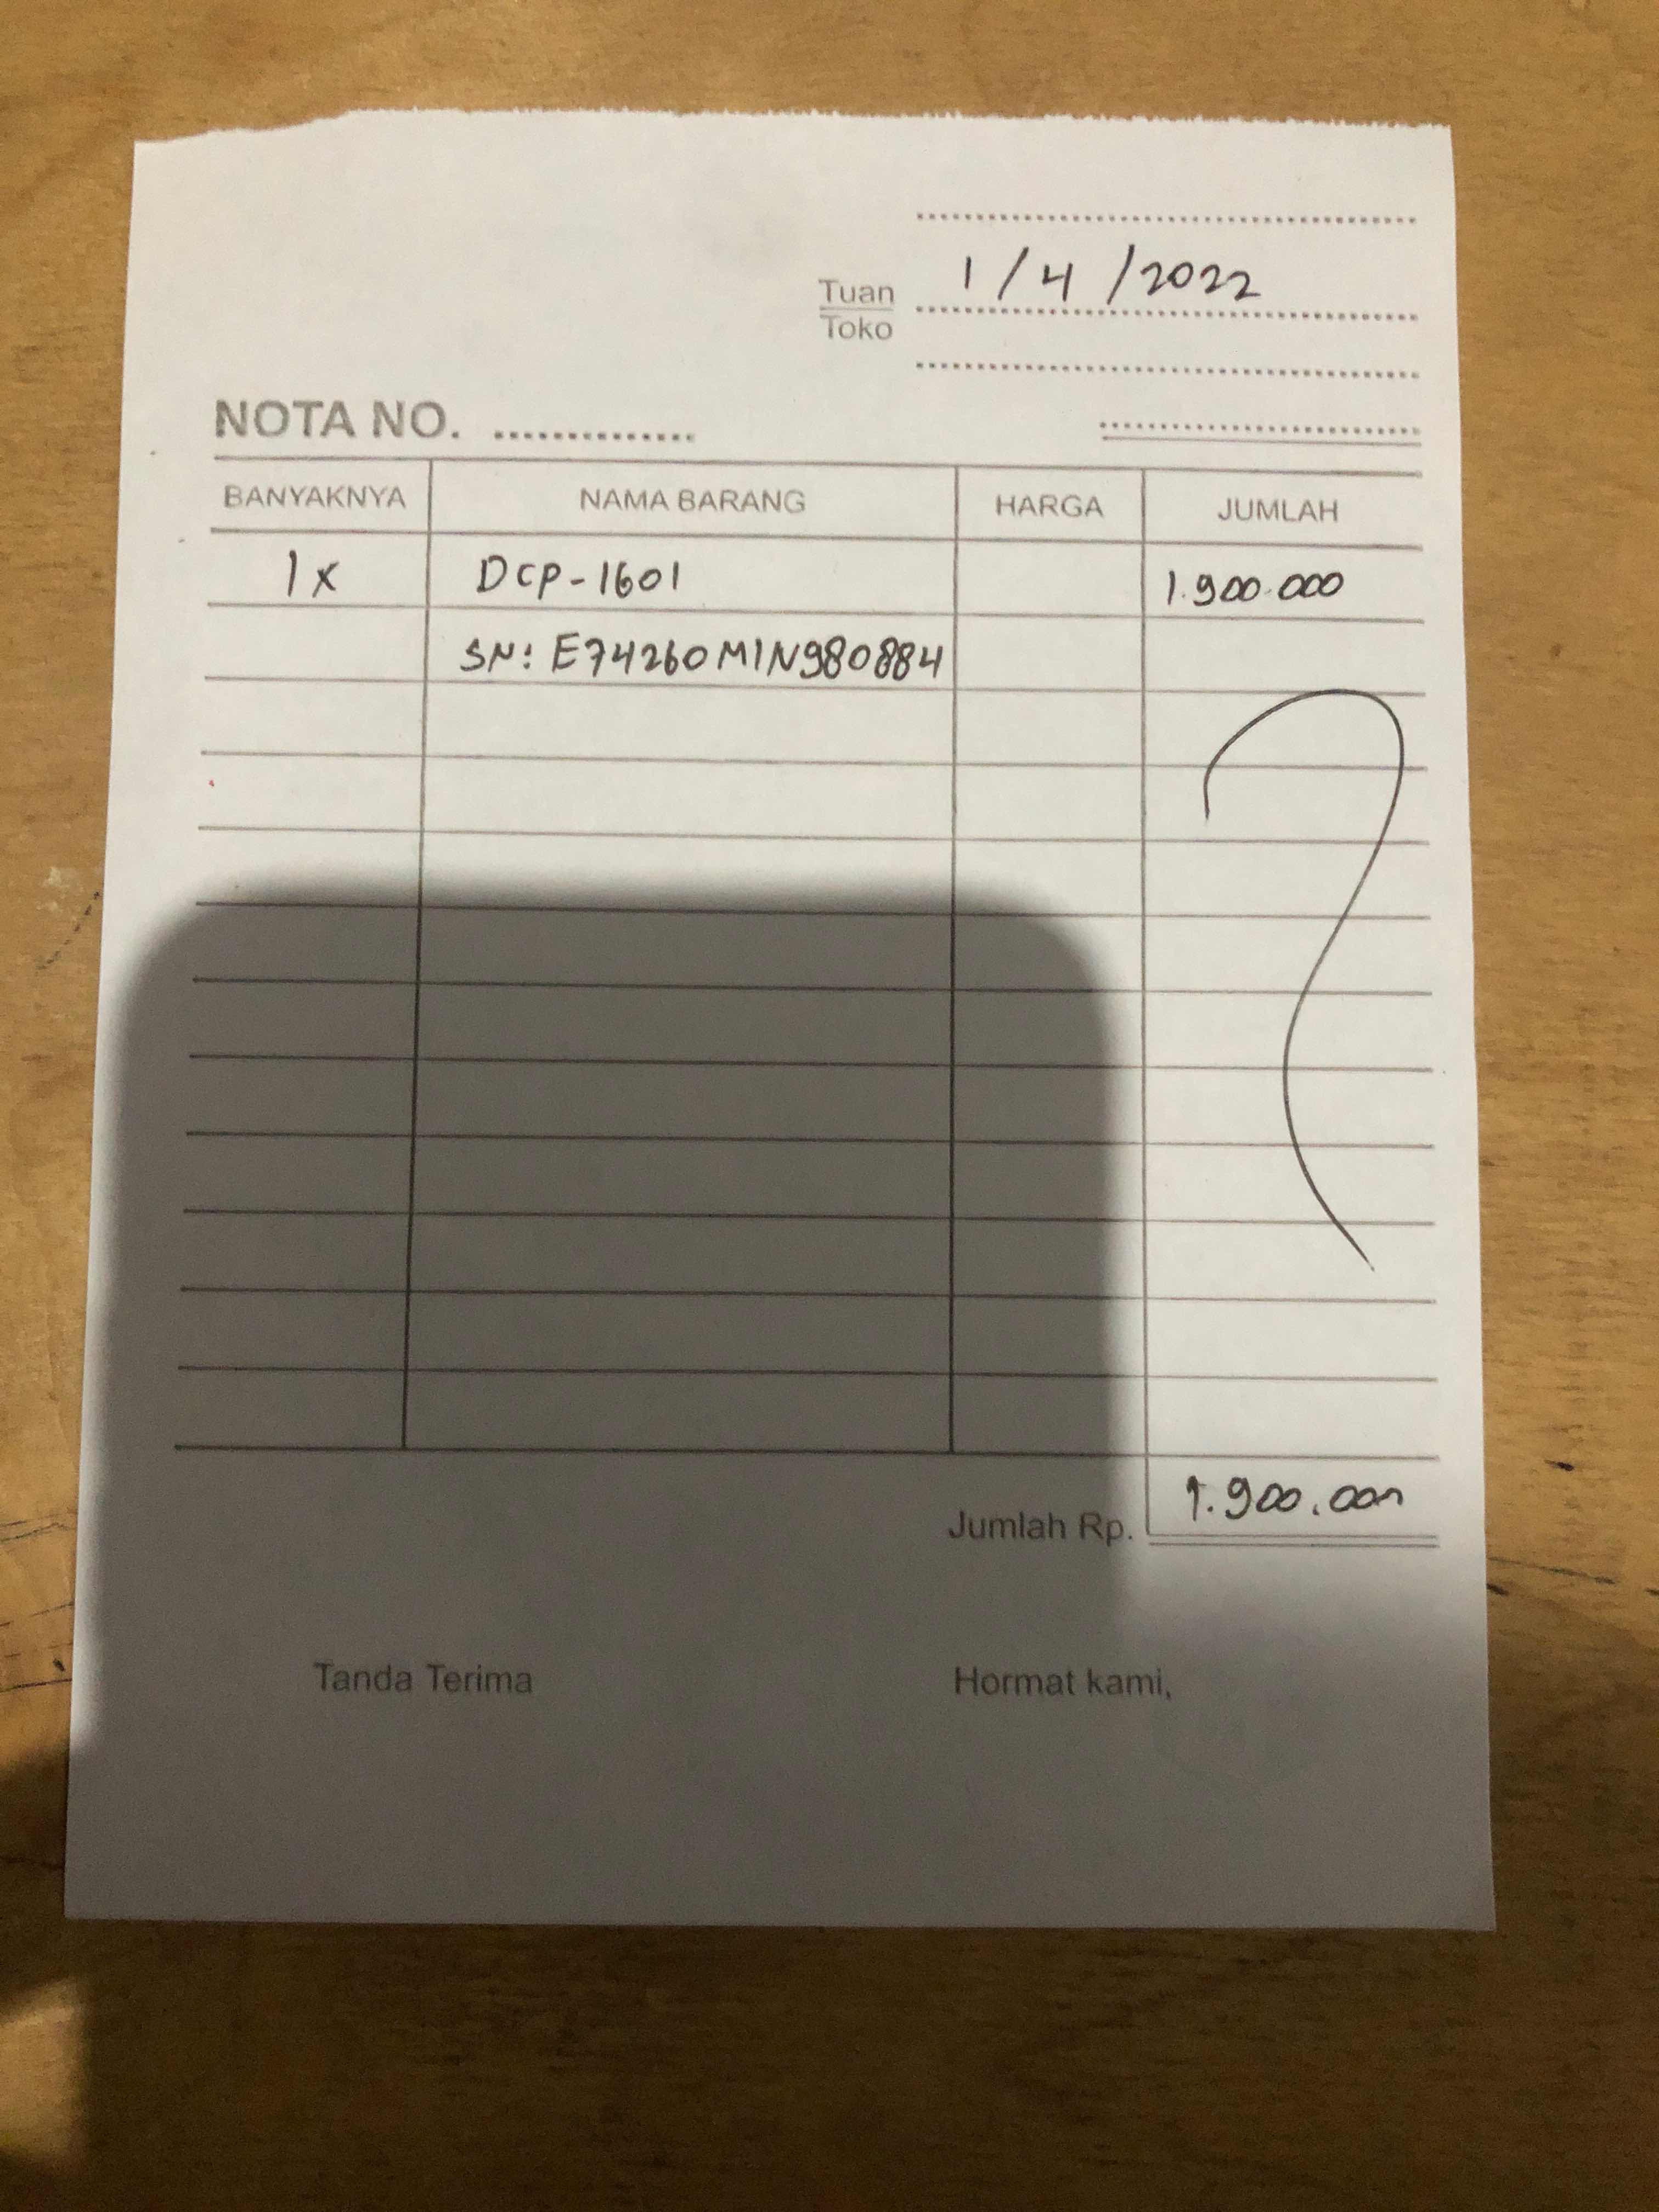 1/4/2022
Tuan
Toko
NOTA NO. ..............
BANYAKNYA NAMA BARANG HARGA JUMLAH
1x DCP-1601 1.900.000
SN: E74260M1N980884
Jumlah Rp. 1.900.000
Tanda Terima Hormat kami,